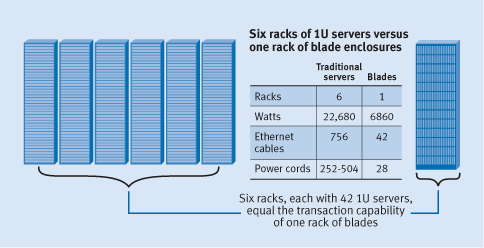 Six racks of 1U servers versus
one rack of blade enclosures
Traditional
servers Blades
Racks 6 1
Watts 22,680 6860
Ethernet
cables 756 42
Power cords 252-504 28
Six racks, each with 42 1U servers,
equal the transaction capability
of one rack of blades